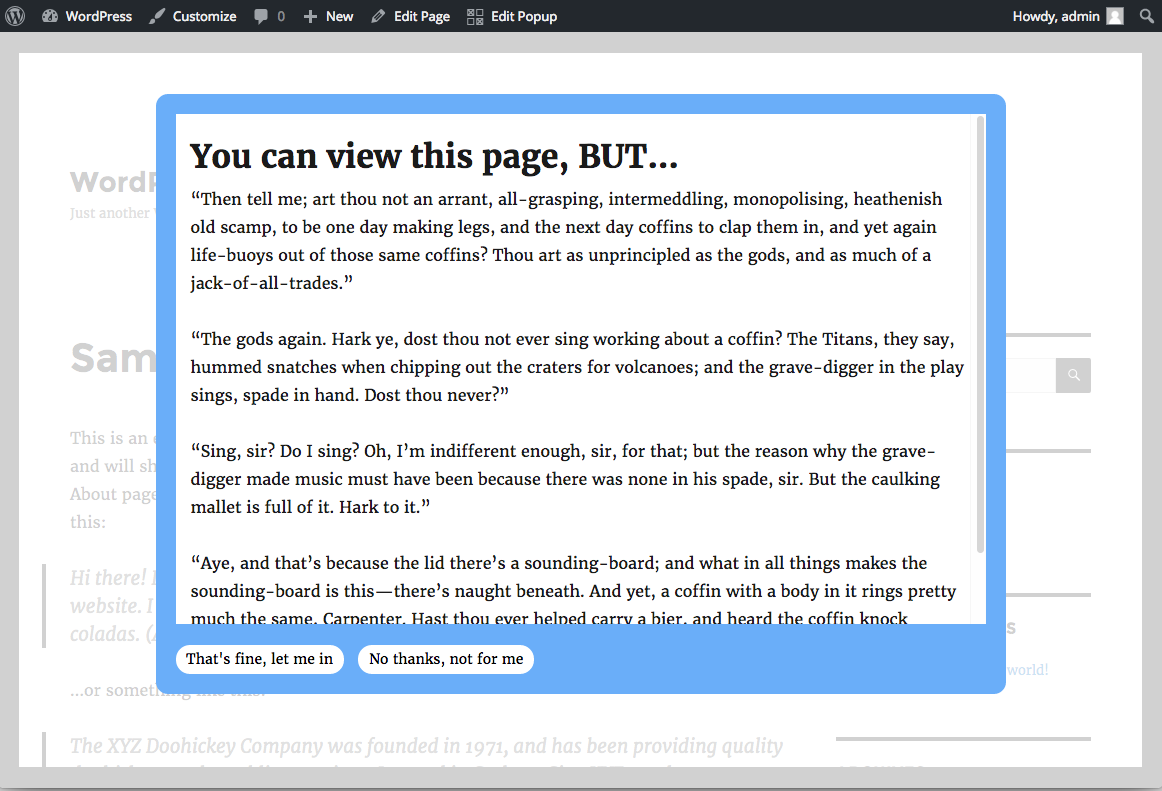 WordPress Customize 0 New Edit Page Edit Popup Howdy, admin
WordP
Just another
You can view this page, BUT...
“Then tell me; art thou not an arrant, all-grasping, intermeddling, monopolising, heathenish
old scamp, to be one day making legs, and the next day coffins to clap them in, and yet again
life-buoys out of those same coffins? Thou art as unprincipled as the gods, and as much of a
jack-of-all-trades.”
“The gods again. Hark ye, dost thou not ever sing working about a coffin? The Titans, they say,
hummed snatches when chipping out the craters for volcanoes; and the grave-digger in the play
sings, spade in hand. Dost thou never?”
“Sing, sir? Do I sing? Oh, I’m indifferent enough, sir, for that; but the reason why the grave-
digger made music must have been because there was none in his spade, sir. But the caulking
mallet is full of it. Hark to it.”
“Aye, and that’s because the lid there’s a sounding-board; and what in all things makes the
sounding-board is this—there’s naught beneath. And yet, a coffin with a body in it rings pretty
much the same, Carpenter. Hast thou ever helped carry a bier, and heard the coffin knock
That's fine, let me in
No thanks, not for me
Sam
This is an
and will sh
About page
this:
Hi there! I
website. I
coladas. (
...or something like this:
The XYZ Doohickey Company was founded in 1971, and has been providing quality
s
world!